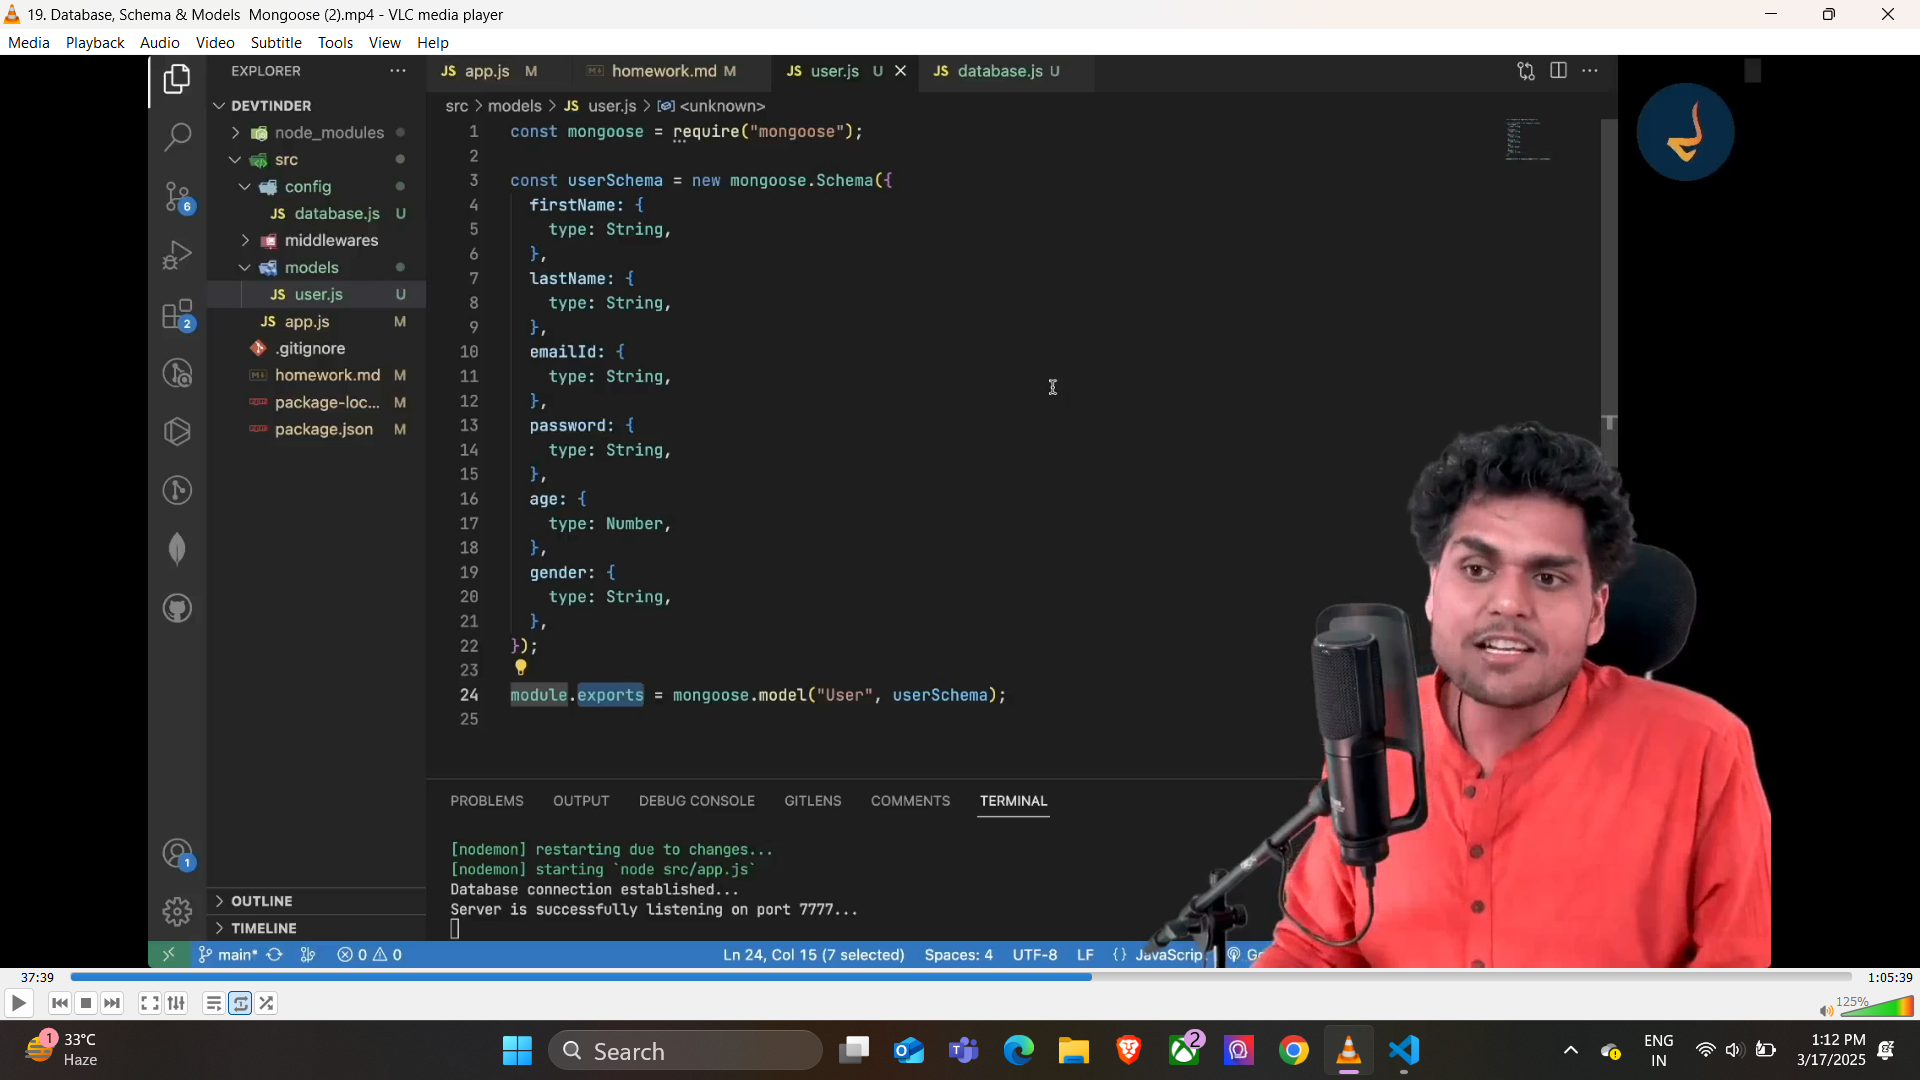 19. Database, Schema & Models  Mongoose (2).mp4 - VLC media player
Media Playback Audio Video Subtitle Tools View Help
EXPLORER
DEVTINDER
node_modules
src
config
database.js U
middlewares
models
user.js U
app.js M
.gitignore
homework.md M
package-loc... M
package.json M
OUTLINE
TIMELINE
6
2
1
JS app.js M
homework.md M
JS user.js U
JS database.js U
src > models > JS user.js > <unknown>
1 const mongoose = require("mongoose");
2
3 const userSchema = new mongoose.Schema({
4 firstName: {
5 type: String,
6 },
7 lastName: {
8 type: String,
9 },
10 emailId: {
11 type: String,
12 },
13 password: {
14 type: String,
15 },
16 age: {
17 type: Number,
18 },
19 gender: {
20 type: String,
21 },
22 });
23
24 module.exports = mongoose.model("User", userSchema);
25
PROBLEMS OUTPUT DEBUG CONSOLE GITLENS COMMENTS TERMINAL
[nodemon] restarting due to changes...
[nodemon] starting `node src/app.js`
Database connection established...
Server is successfully listening on port 7777...
main* 0 0 Ln 24, Col 15 (7 selected) Spaces: 4 UTF-8 LF {} JavaScrip
37:39 1:05:39
125%
1 33°C
Haze
Search
2
ENG
IN
1:12 PM
3/17/2025